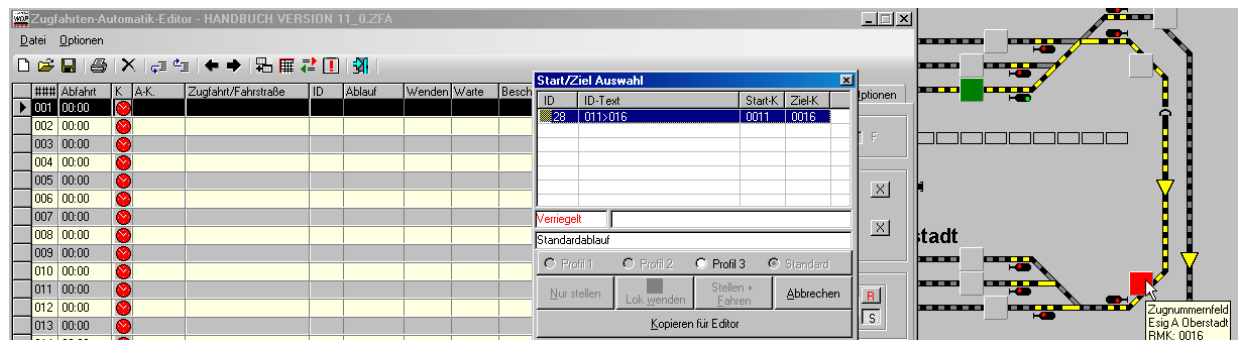 Zugfahrten-Automatik-Editor - HANDBUCH VERSION 11_0.ZFA
Datei Optionen
### Abfahrt K A-K. Zugfahrt/Fahrstraße ID Ablauf Wenden Warte Besch
001 00:00
002 00:00
003 00:00
004 00:00
005 00:00
006 00:00
007 00:00
008 00:00
009 00:00
010 00:00
011 00:00
012 00:00
013 00:00
Start/Ziel Auswahl
ID ID-Text Start-K Ziel-K
28 011>016 0011 0016
Verriegelt
Standardablauf
Profil 1 Profil 2 Profil 3 Standard
Nur stellen Lok wenden Stellen + Fahren Abbrechen
Kopieren für Editor
ptionen
F
X
X
R
S
stadt
Zugnummernfeld
Esig A Oberstadt
RMK: 0016